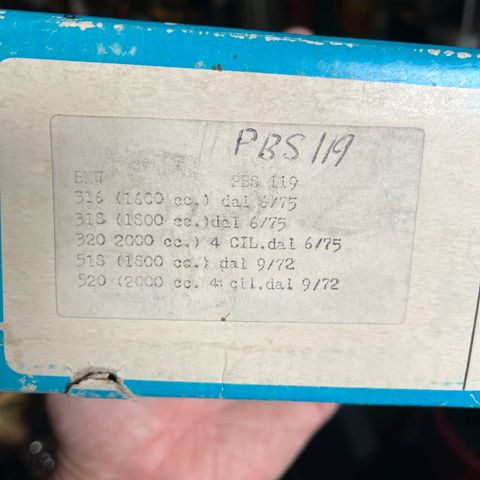 PBS 119
BMW PBS 119
316 (1600 cc.) dal 6/75
318 (1800 cc.)dal 6/75
320 2000 cc.) 4 CIL.dal 6/75
518 (1800 cc.) dal 9/72
520 (2000 cc. 4 cil.dal 9/72